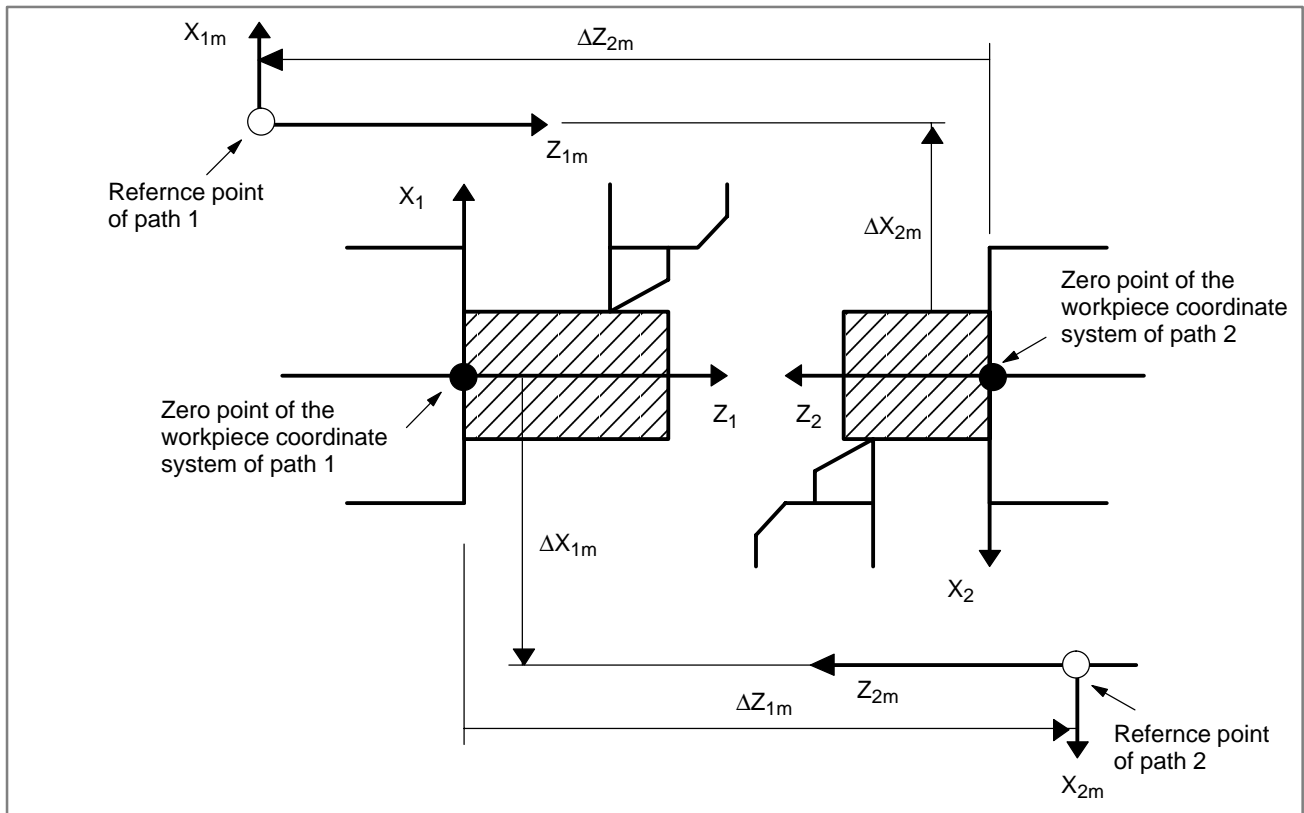 X1m
ΔZ2m
Z1m
Refernce point
of path 1
X1
ΔX2m
Zero point of the
workpiece coordinate
system of path 2
Z1
Z2
Zero point of the
workpiece coordinate
system of path 1
ΔX1m
X2
Z2m
ΔZ1m
Refernce point
of path 2
X2m